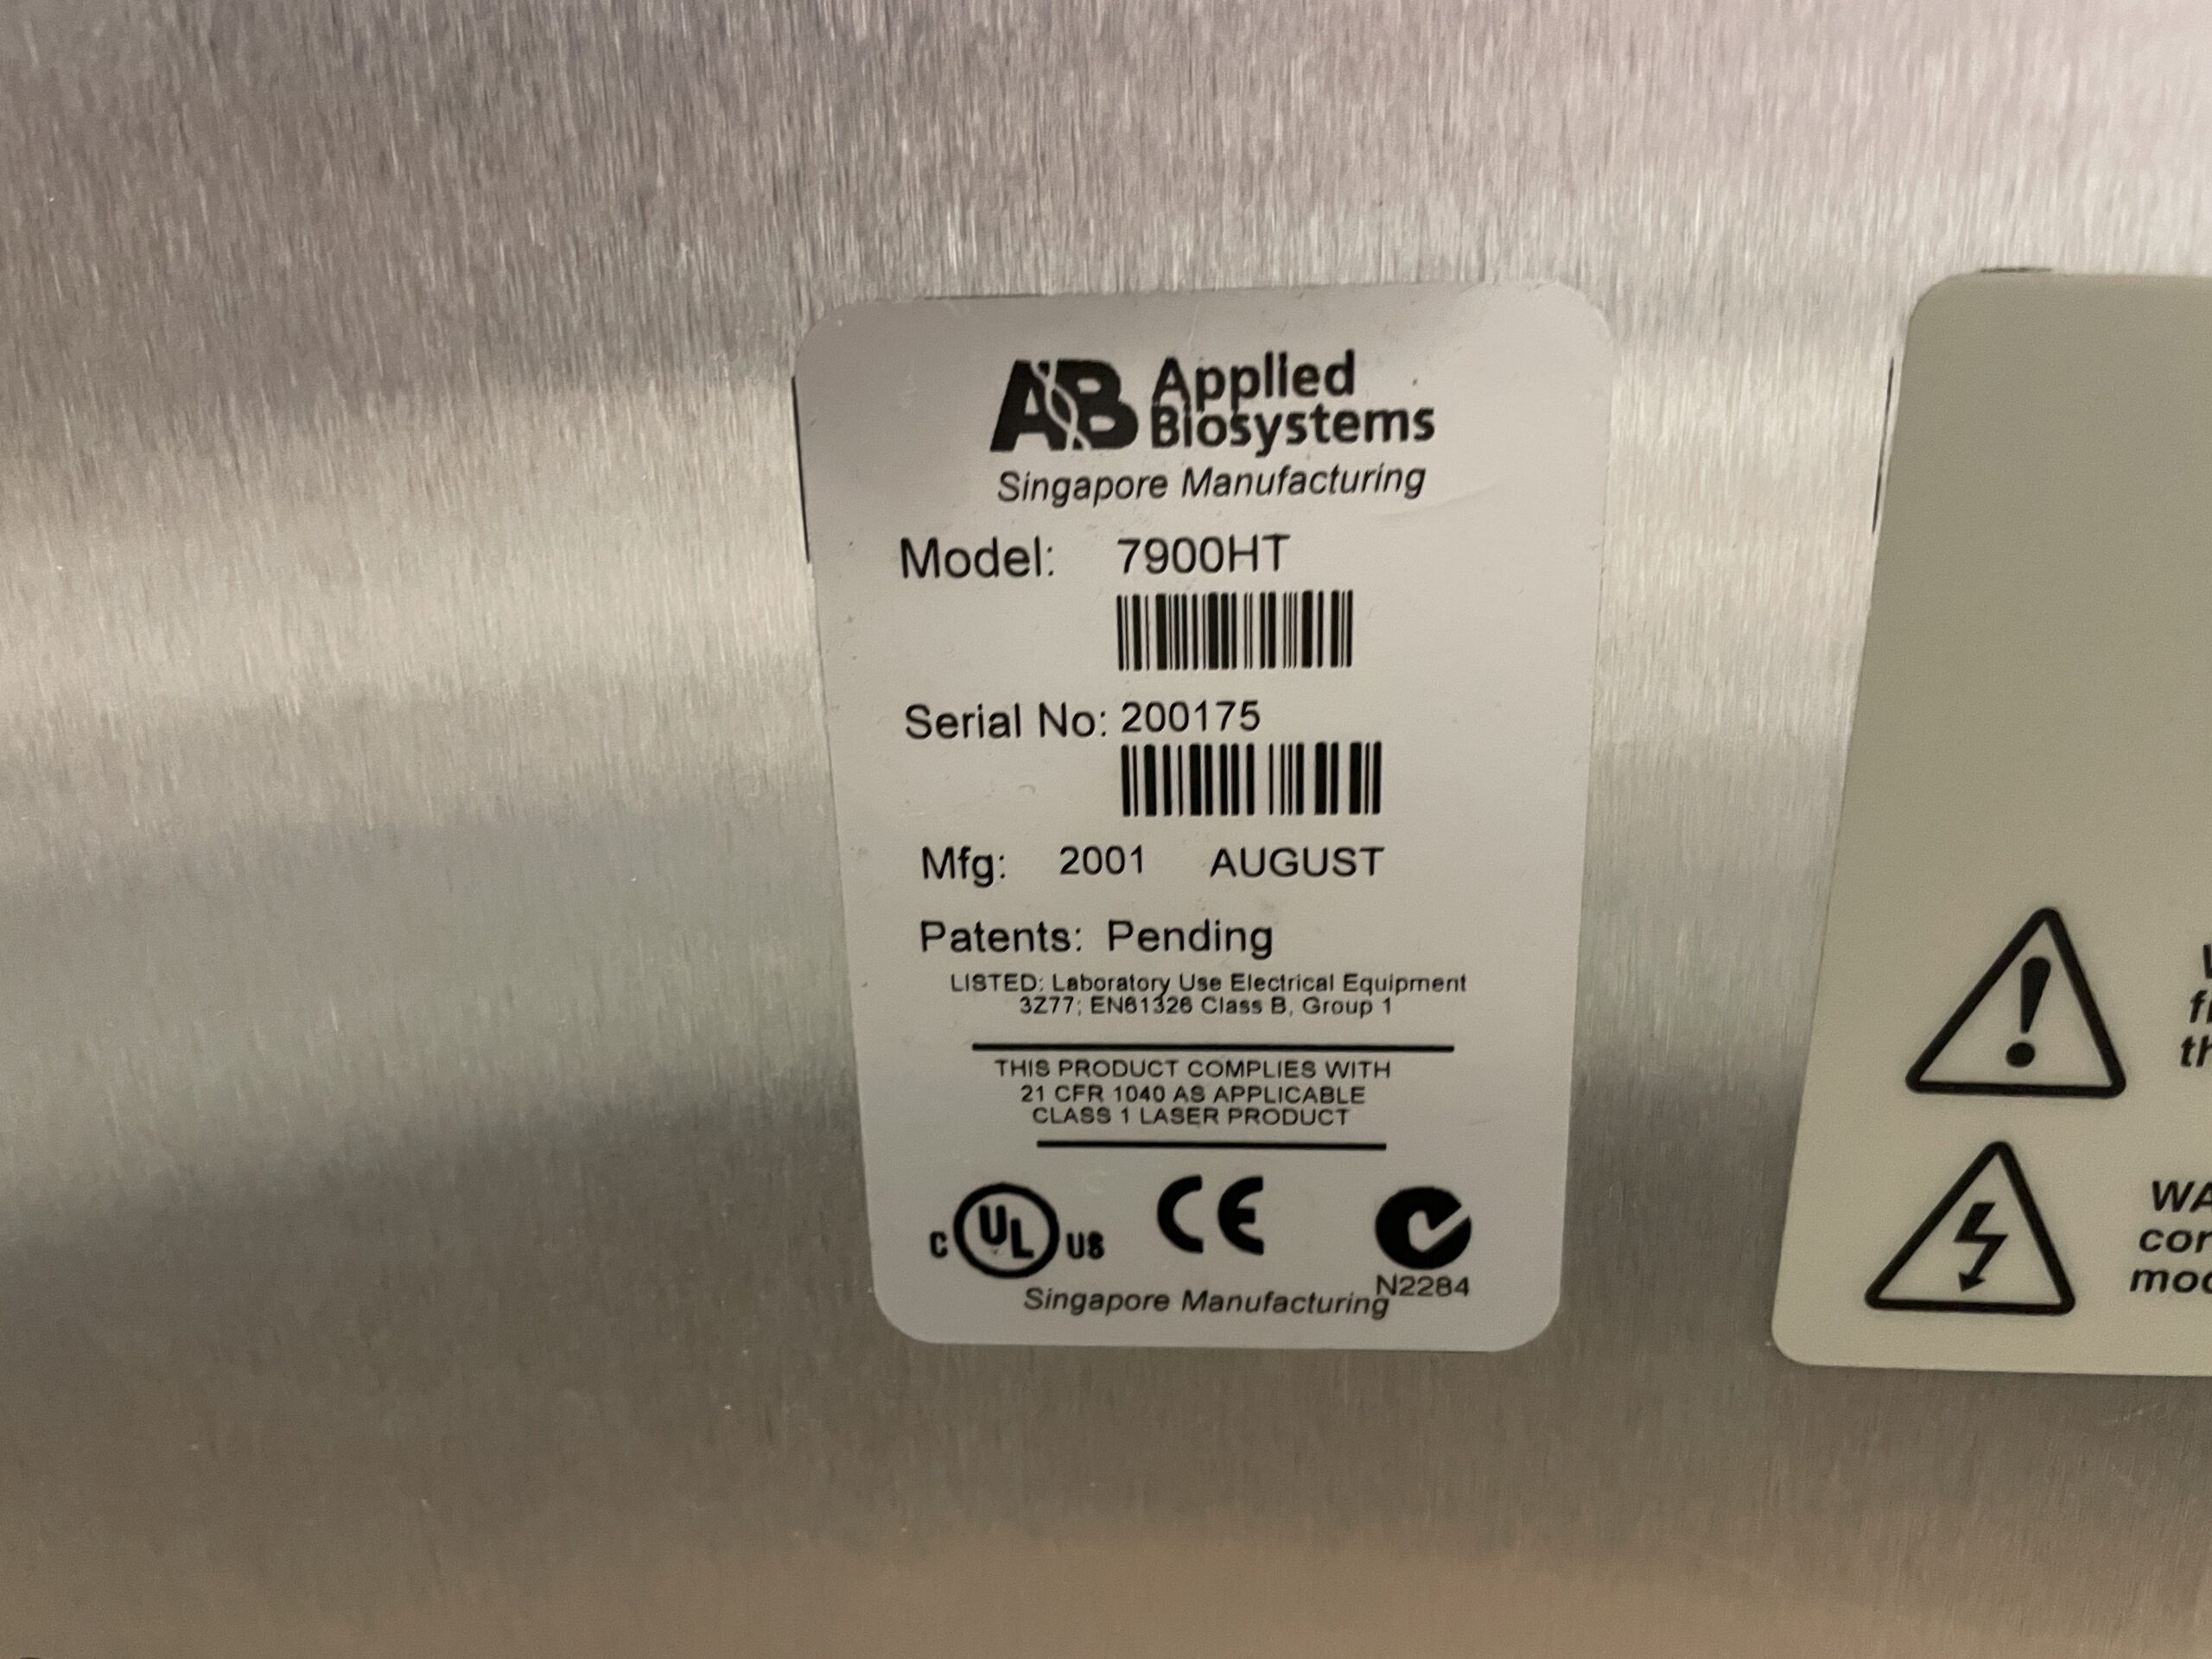 AB Applied
Biosystems
Singapore Manufacturing
Model: 7900HT
Serial No: 200175
Mfg: 2001 AUGUST
Patents: Pending
LISTED: Laboratory Use Electrical Equipment
3Z77; EN61326 Class B, Group 1
THIS PRODUCT COMPLIES WITH
21 CFR 1040 AS APPLICABLE
CLASS 1 LASER PRODUCT
C UL US CE
N2284
Singapore Manufacturing